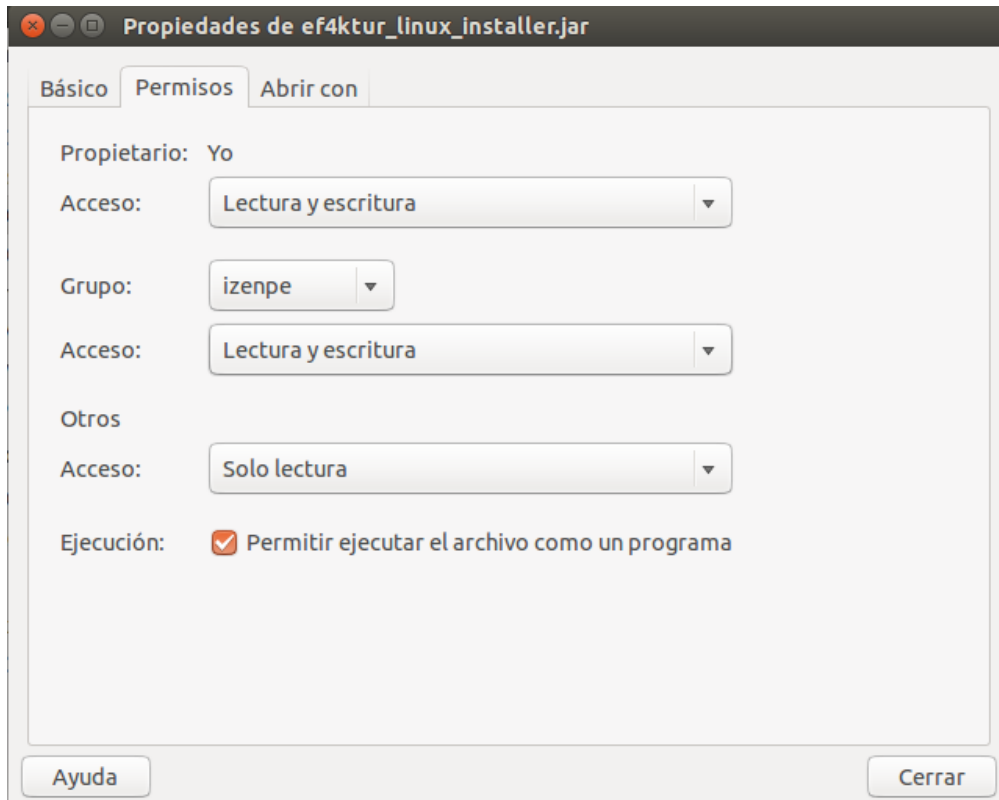 Propiedades de ef4ktur_linux_installer.jar
Básico Permisos Abrir con
Propietario: Yo
Acceso: Lectura y escritura
Grupo: izenpe
Acceso: Lectura y escritura
Otros
Acceso: Solo lectura
Ejecución: Permitir ejecutar el archivo como un programa
Ayuda Cerrar